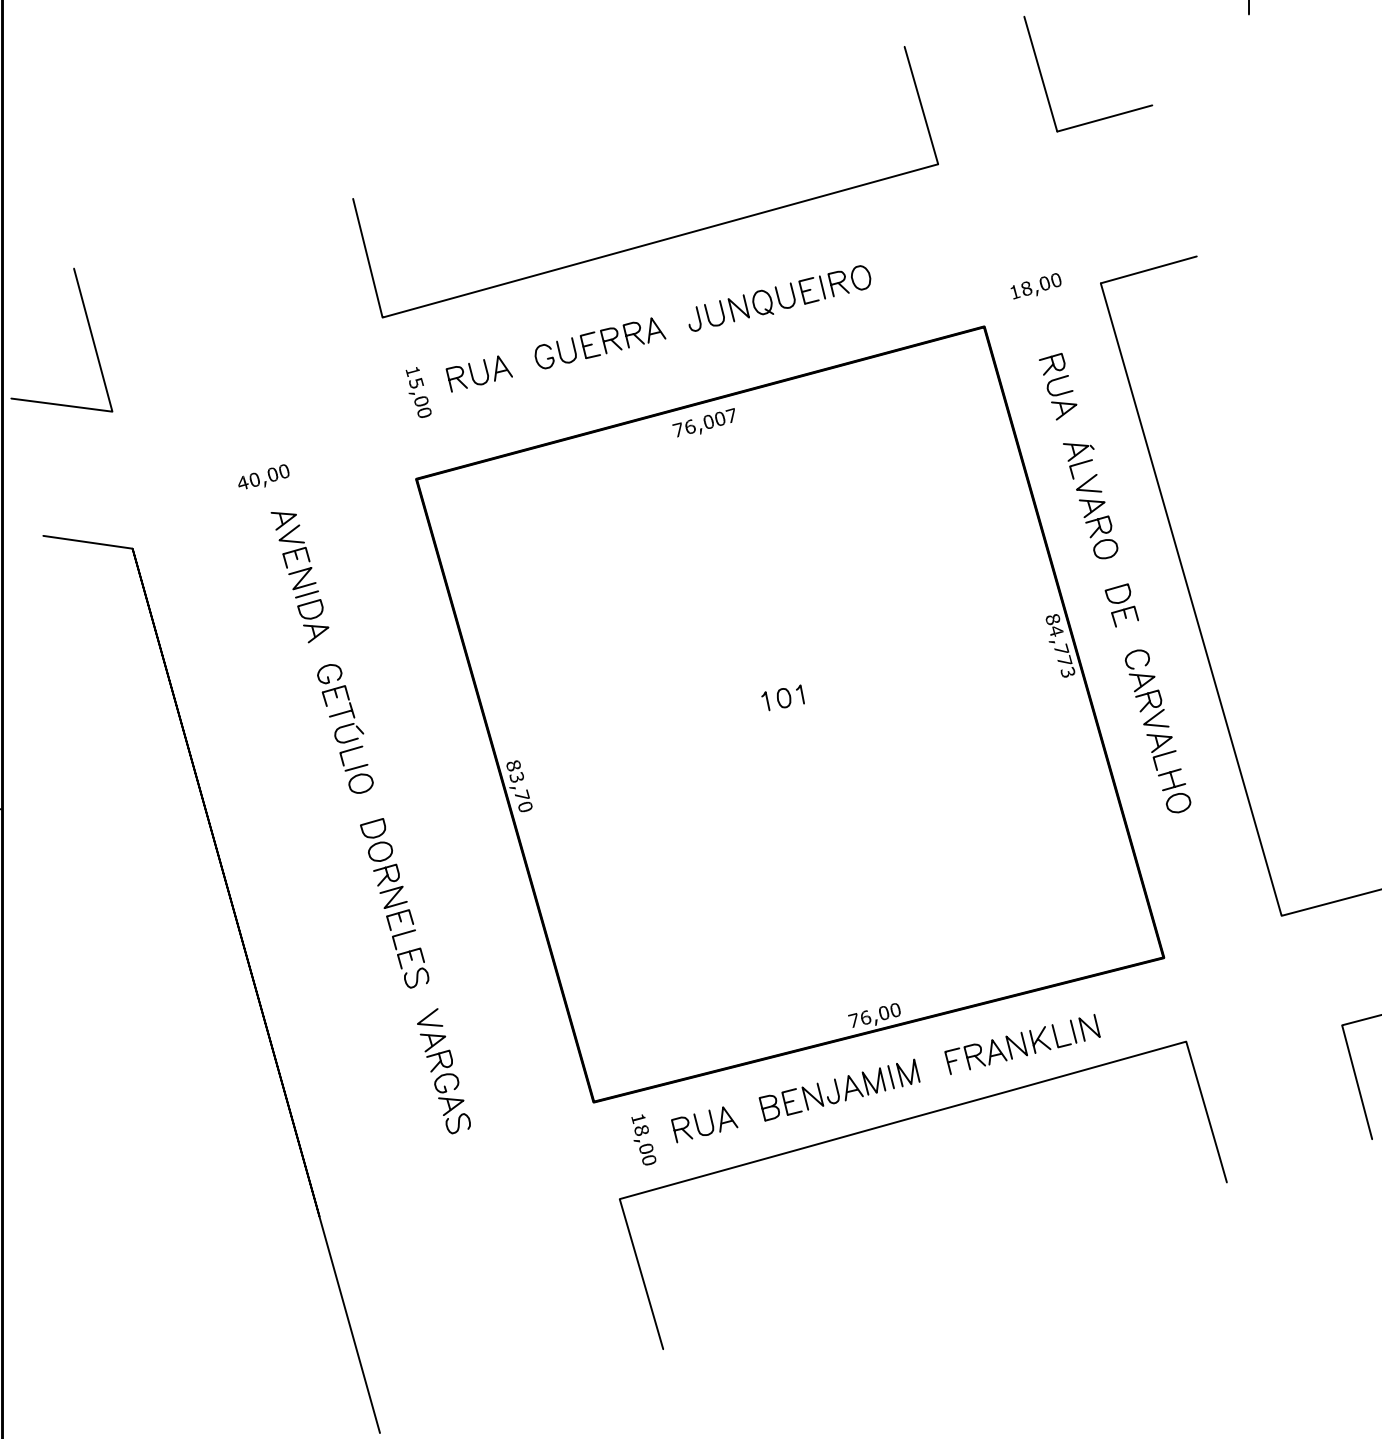 RUA GUERRA JUNQUEIRO
18,00
15,00
76,007
40,00
AVENIDA GETÚLIO DORNELES VARGAS
RUA ÁLVARO DE CARVALHO
84,773
101
83,70
76,00
RUA BENJAMIM FRANKLIN
18,00